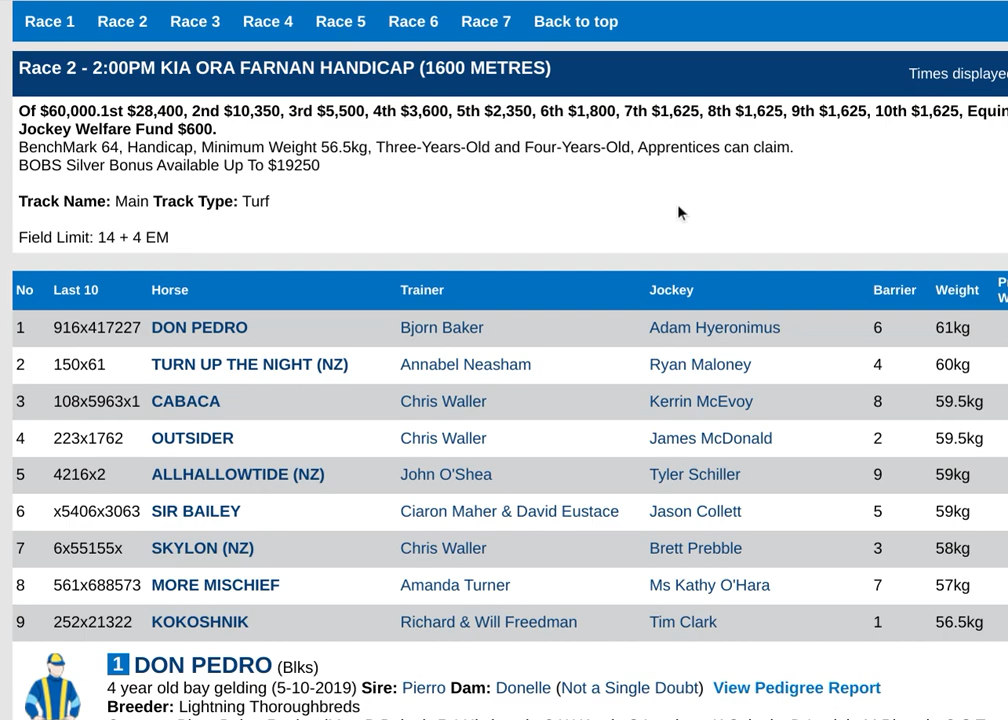 Race 1 Race 2 Race 3 Race 4 Race 5 Race 6 Race 7 Back to top
Race 2 - 2:00PM KIA ORA FARNAN HANDICAP (1600 METRES) Times
Of $60,000.1st $28,400, 2nd $10,350, 3rd $5,500, 4th $3,600, 5th $2,350, 6th $1,800, 7th $1,625, 8th $1,625, 9th $1,625, 10th $1,625,
Jockey Welfare Fund $600.
BenchMark 64, Handicap, Minimum Weight 56.5kg, Three-Years-Old and Four-Years-Old, Apprentices can claim.
BOBS Silver Bonus Available Up To $19250
Track Name: Main Track Type: Turf
Field Limit: 14 + 4 EM
No Last 10 Horse Trainer Jockey Barrier Weight
1 916x417227 DON PEDRO Bjorn Baker Adam Hyeronimus 6 61kg
2 150x61 TURN UP THE NIGHT (NZ) Annabel Neasham Ryan Maloney 4 60kg
3 108x5963x1 CABACA Chris Waller Kerrin McEvoy 8 59.5kg
4 223x1762 OUTSIDER Chris Waller James McDonald 2 59.5kg
5 4216x2 ALLHALLOWTIDE (NZ) John O'Shea Tyler Schiller 9 59kg
6 x5406x3063 SIR BAILEY Ciaron Maher & David Eustace Jason Collett 5 59kg
7 6x55155x SKYLON (NZ) Chris Waller Brett Prebble 3 58kg
8 561x688573 MORE MISCHIEF Amanda Turner Ms Kathy O'Hara 7 57kg
9 252x21322 KOKOSHNIK Richard & Will Freedman Tim Clark 1 56.5kg
1 DON PEDRO (Blks)
4 year old bay gelding (5-10-2019) Sire: Pierro Dam: Donelle (Not a Single Doubt) View Pedigree Report
Breeder: Lightning Thoroughbreds